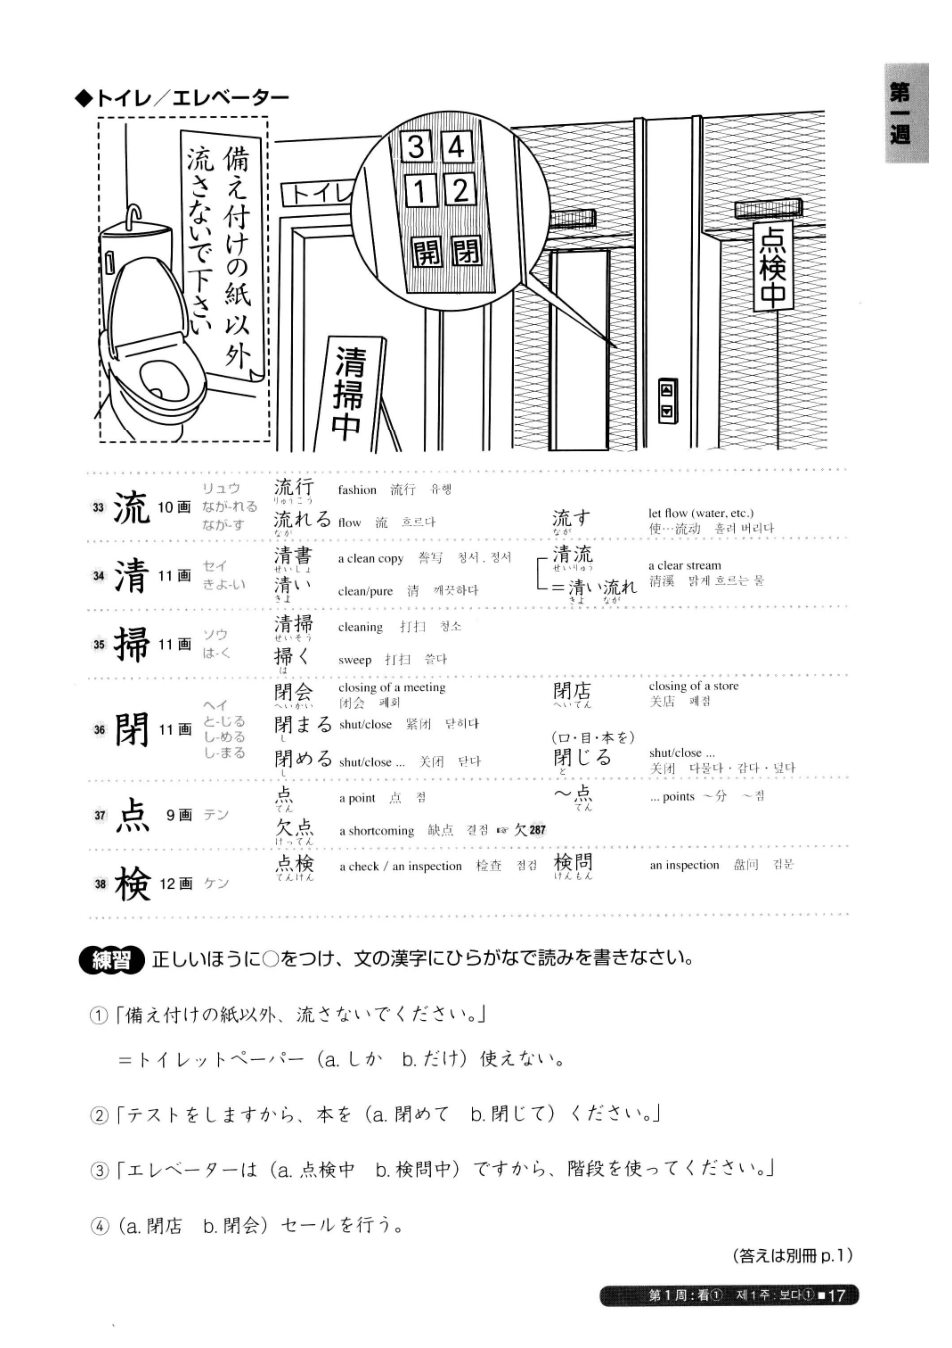 第一週
◆トイレ／エレベーター
備え付けの紙以外
流さないで下さい
トイレ
3 4
1 2
開 閉
点検中
清掃中
33 流 10画 リュウ なが-れる なが-す
流行 りゅうこう fashion 流行 유행
流れる なが flow 流 흐르다
流す なが let flow (water, etc.) 使…流动 흘려 버리다
34 清 11画 セイ きよ-い
清書 せいしょ a clean copy 誊写 청서．정서
清い きよ clean/pure 清 깨끗하다
清流 せいりゅう
＝清い流れ きよ なが
a clear stream 清溪 맑게 흐르는 물
35 掃 11画 ソウ は-く
清掃 せいそう cleaning 打扫 청소
掃く は sweep 打扫 쓸다
36 閉 11画 ヘイ と-じる し-める し-まる
閉会 へいかい closing of a meeting 闭会 폐회
閉店 へいてん closing of a store 关店 폐점
閉まる し shut/close 紧闭 닫히다
閉める し shut/close ... 关闭 닫다
（口・目・本を）
閉じる と shut/close ... 关闭 다물다・감다・덮다
37 点 9画 テン
点 てん a point 点 점
〜点 てん ... points 〜分 〜점
欠点 けってん a shortcoming 缺点 결점 ☞ 欠287
38 検 12画 ケン
点検 てんけん a check / an inspection 检查 점검
検問 けんもん an inspection 盘问 검문
練習 正しいほうに○をつけ、文の漢字にひらがなで読みを書きなさい。
①「備え付けの紙以外、流さないでください。」
＝トイレットペーパー（a. しか　b. だけ）使えない。
②「テストをしますから、本を（a. 閉めて　b. 閉じて）ください。」
③「エレベーターは（a. 点検中　b. 検問中）ですから、階段を使ってください。」
④（a. 閉店　b. 閉会）セールを行う。
（答えは別冊 p.1）
第1周：看① 제1주：보다① ■ 17